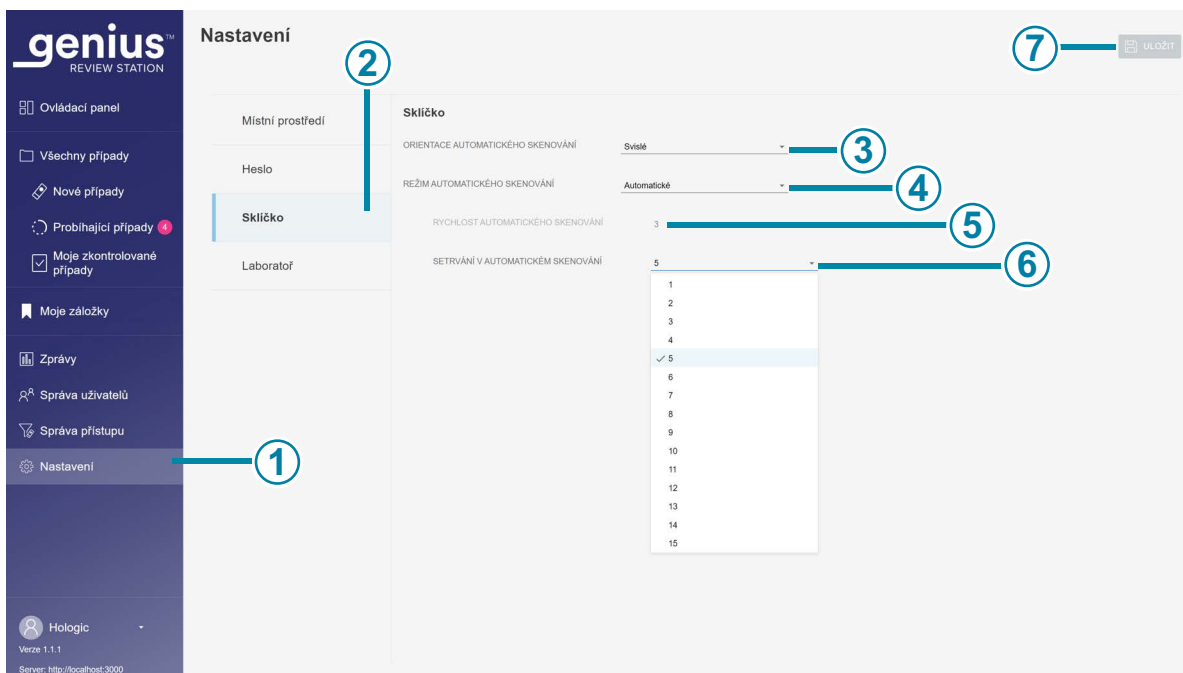 genius™
REVIEW STATION
Ovládací panel
Všechny případy
Nové případy
Probíhající případy 4
Moje zkontrolované
případy
Moje záložky
Zprávy
Správa uživatelů
Správa přístupu
Nastavení
Hologic
Verze 1.1.1
Server: http://localhost:3000
Nastavení
ULOŽIT
Místní prostředí
Heslo
Sklíčko
Laboratoř
Sklíčko
ORIENTACE AUTOMATICKÉHO SKENOVÁNÍ Svislé
REŽIM AUTOMATICKÉHO SKENOVÁNÍ Automatické
RYCHLOST AUTOMATICKÉHO SKENOVÁNÍ 3
SETRVÁNÍ V AUTOMATICKÉM SKENOVÁNÍ 5
1
2
3
4
5
6
7
8
9
10
11
12
13
14
15
1
2
3
4
5
6
7